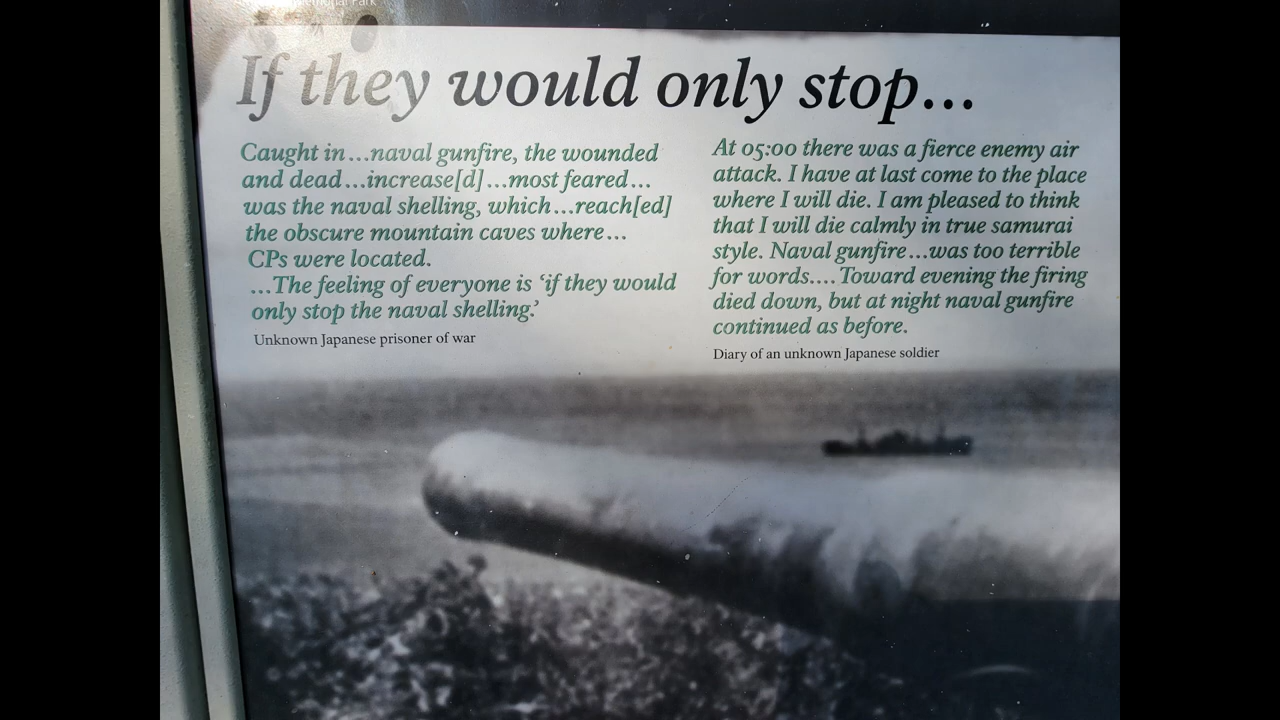 Memorial Park
If they would only stop...
Caught in...naval gunfire, the wounded
and dead...increase[d]...most feared...
was the naval shelling, which...reach[ed]
the obscure mountain caves where...
CPs were located.
...The feeling of everyone is ‘if they would
only stop the naval shelling.’
Unknown Japanese prisoner of war
At 05:00 there was a fierce enemy air
attack. I have at last come to the place
where I will die. I am pleased to think
that I will die calmly in true samurai
style. Naval gunfire...was too terrible
for words.... Toward evening the firing
died down, but at night naval gunfire
continued as before.
Diary of an unknown Japanese soldier